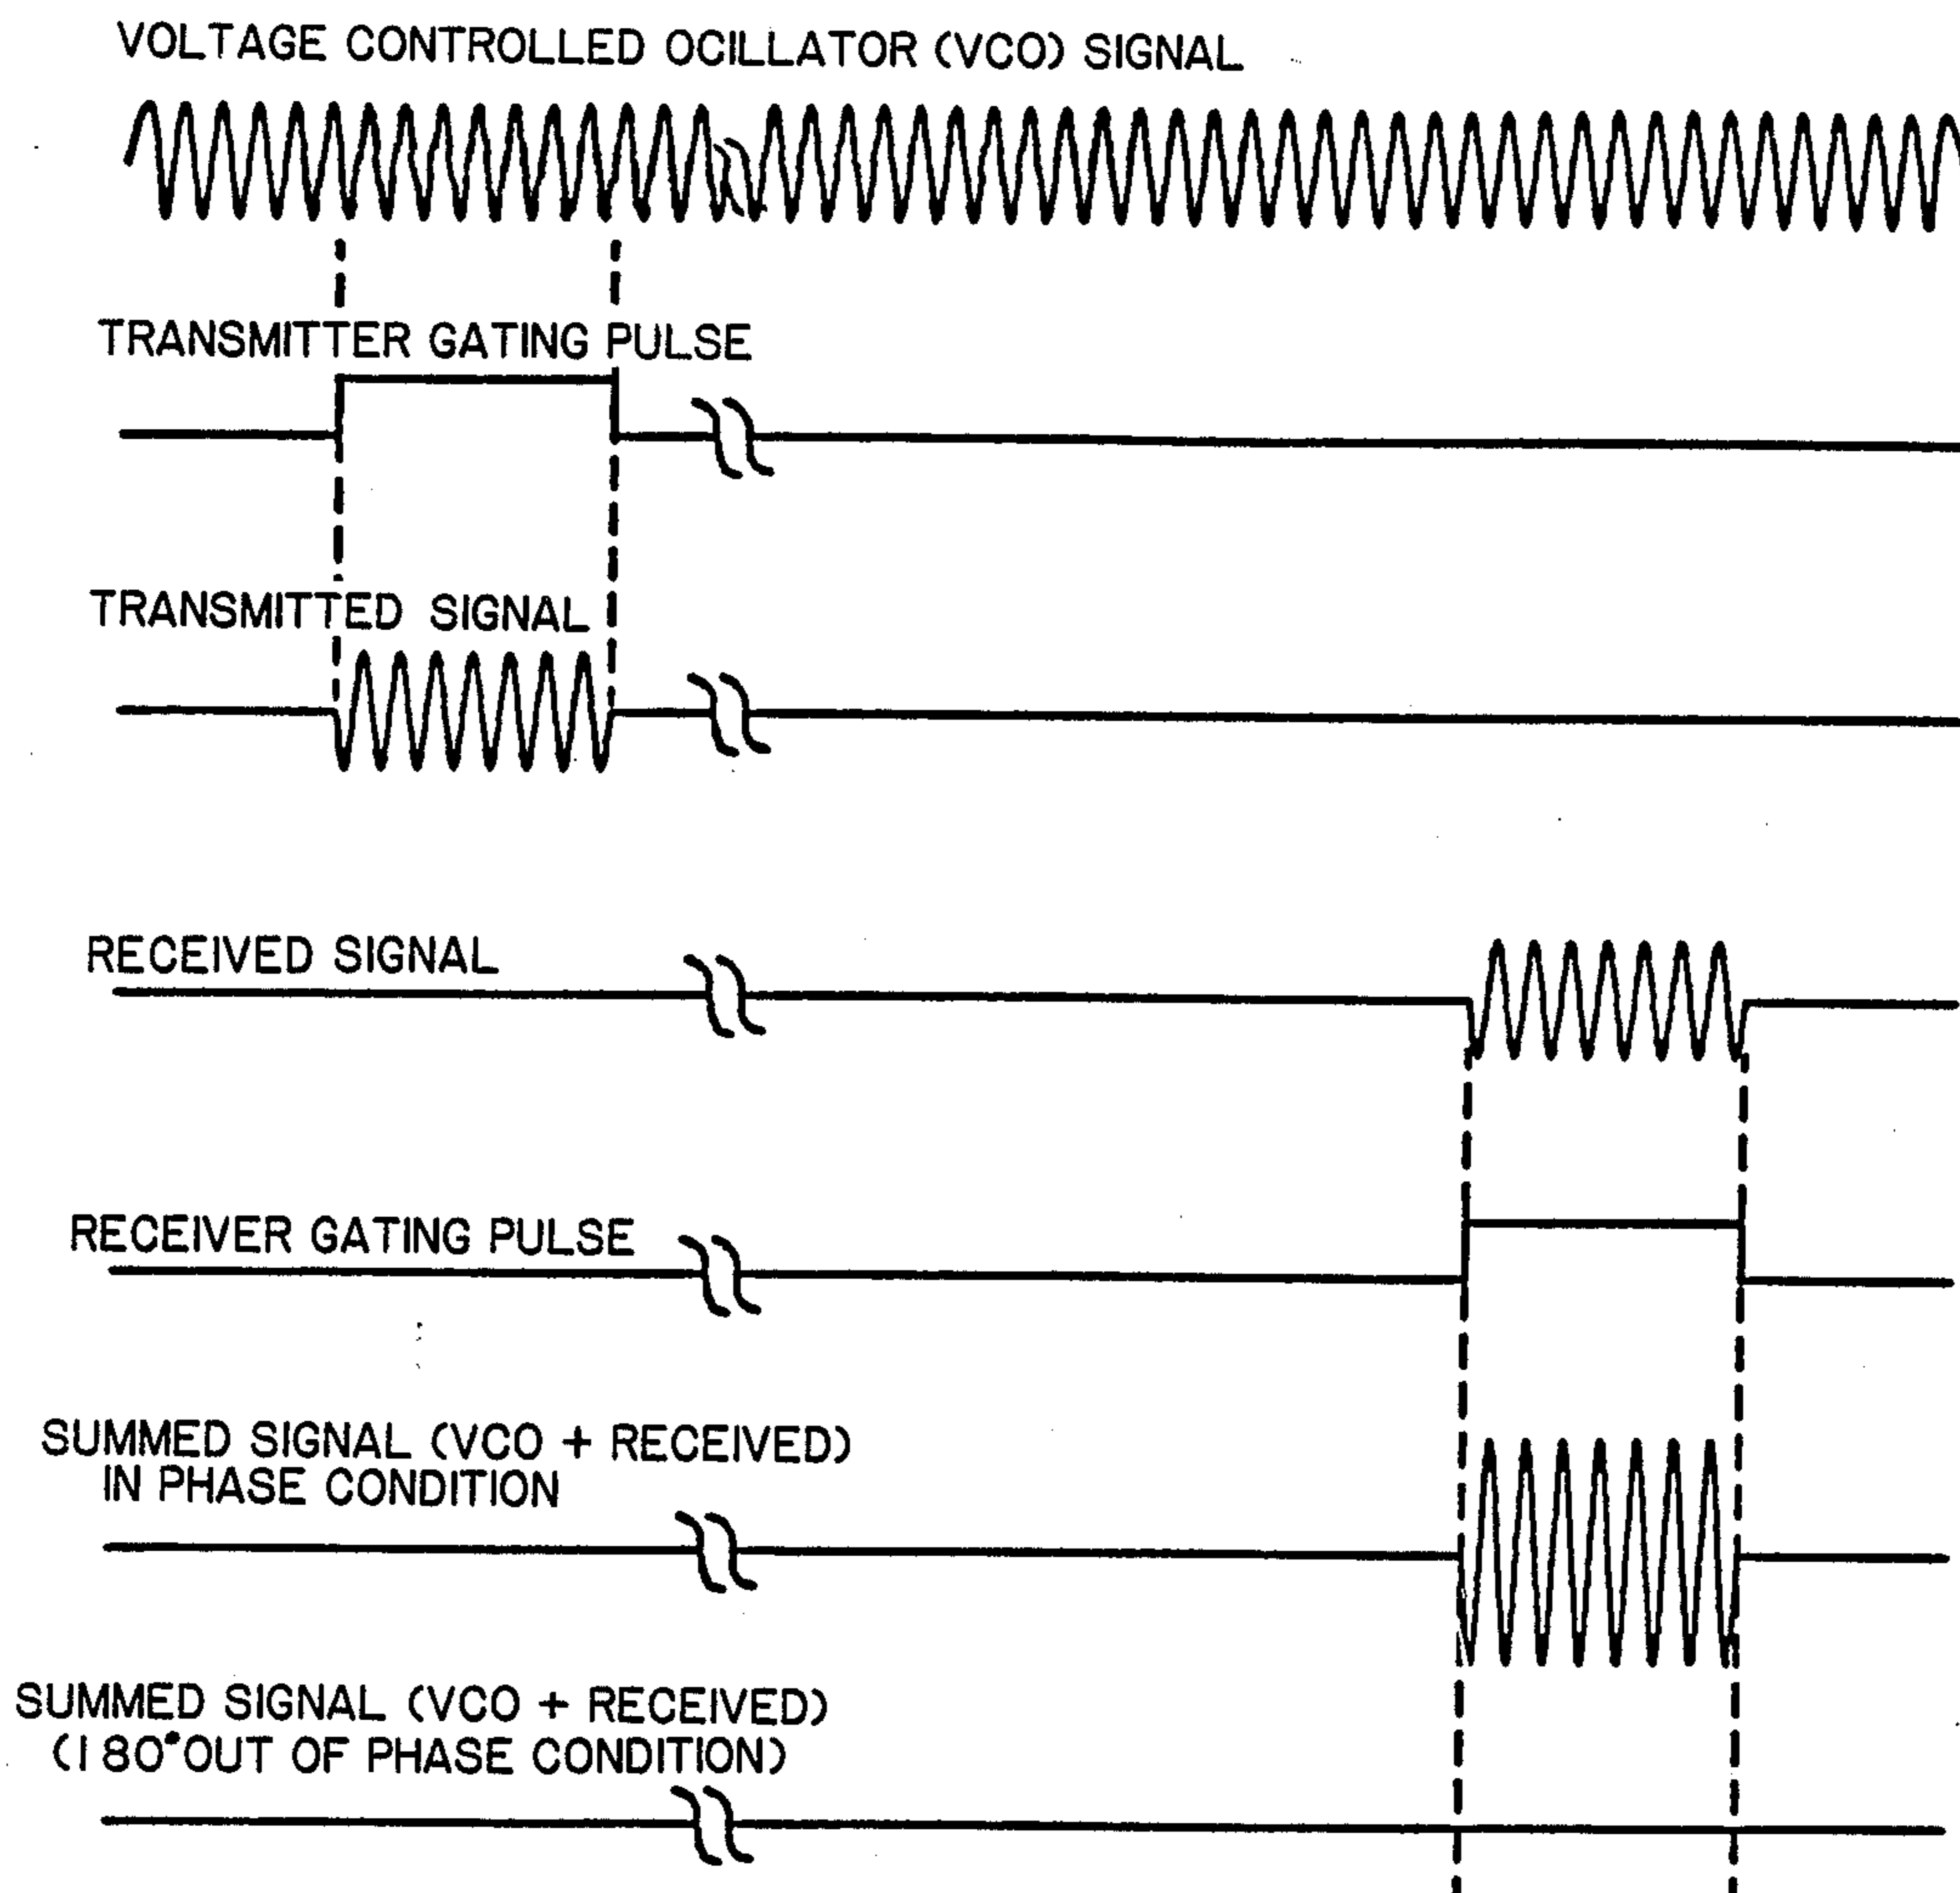 VOLTAGE CONTROLLED OCILLATOR (VCO) SIGNAL
TRANSMITTER GATING PULSE
TRANSMITTED SIGNAL
RECEIVED SIGNAL
RECEIVER GATING PULSE
SUMMED SIGNAL (VCO + RECEIVED)
IN PHASE CONDITION
SUMMED SIGNAL (VCO + RECEIVED)
(180°OUT OF PHASE CONDITION)